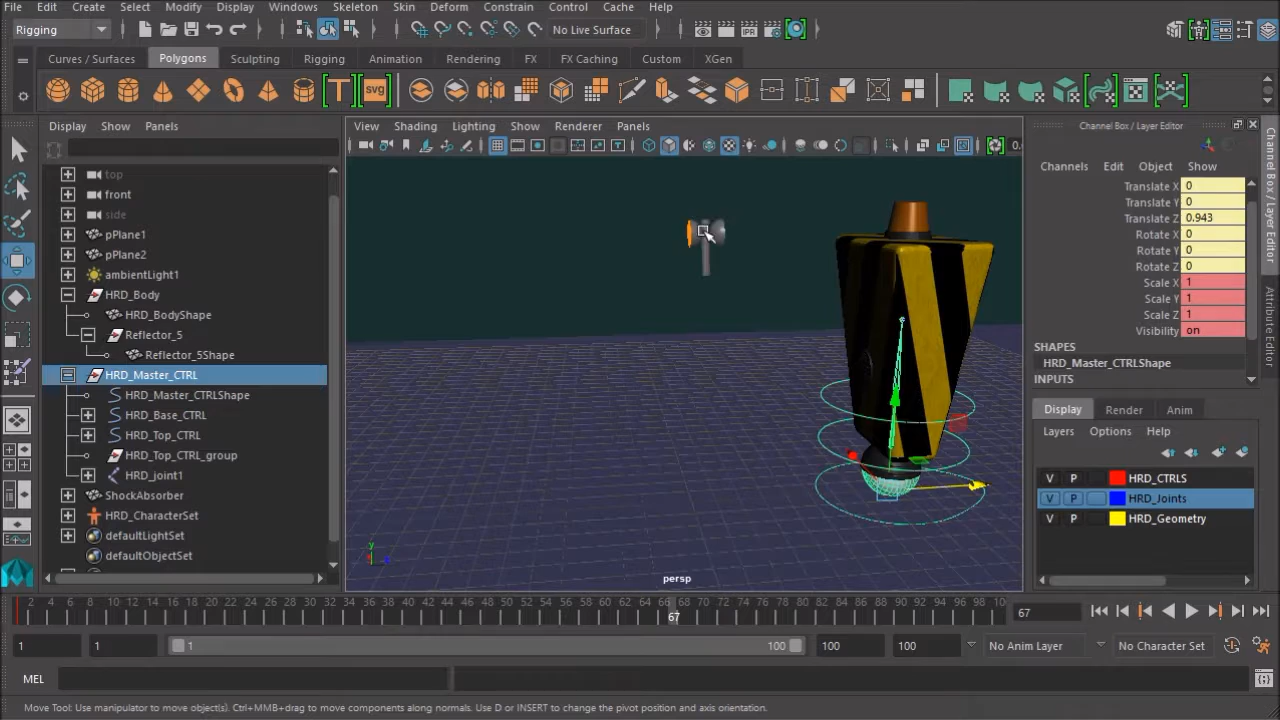 File Edit Create Select Modify Display Windows Skeleton Skin Deform Constrain Control Cache Help
Rigging No Live Surface
Curves / Surfaces Polygons Sculpting Rigging Animation Rendering FX FX Caching Custom XGen
T svg
Display Show Panels
View Shading Lighting Show Renderer Panels
IPR
Channel Box / Layer Editor
Channels Edit Object Show
top
front
side
pPlane1
pPlane2
ambientLight1
HRD_Body
HRD_BodyShape
Reflector_5
Reflector_5Shape
HRD_Master_CTRL
HRD_Master_CTRLShape
HRD_Base_CTRL
HRD_Top_CTRL
HRD_Top_CTRL_group
HRD_joint1
ShockAbsorber
HRD_CharacterSet
defaultLightSet
defaultObjectSet
y
persp
Translate X 0
Translate Y 0
Translate Z 0.943
Rotate X 0
Rotate Y 0
Rotate Z 0
Scale X 1
Scale Y 1
Scale Z 1
Visibility on
SHAPES
HRD_Master_CTRLShape
INPUTS
Display Render Anim
Layers Options Help
V P HRD_CTRLS
V P HRD_Joints
V P HRD_Geometry
Channel Box / Layer Editor
Attribute Editor
2 4 6 8 10 12 14 16 18 20 22 24 26 28 30 32 34 36 38 40 42 44 46 48 50 52 54 56 58 60 62 64 66 68 70 72 74 76 78 80 82 84 86 88 90 92 94 96 98 10
67
67
1 1 1 100 100 100 No Anim Layer No Character Set
MEL
Move Tool: Use manipulator to move object(s). Ctrl+MMB+drag to move components along normals. Use D or INSERT to change the pivot position and axis orientation.